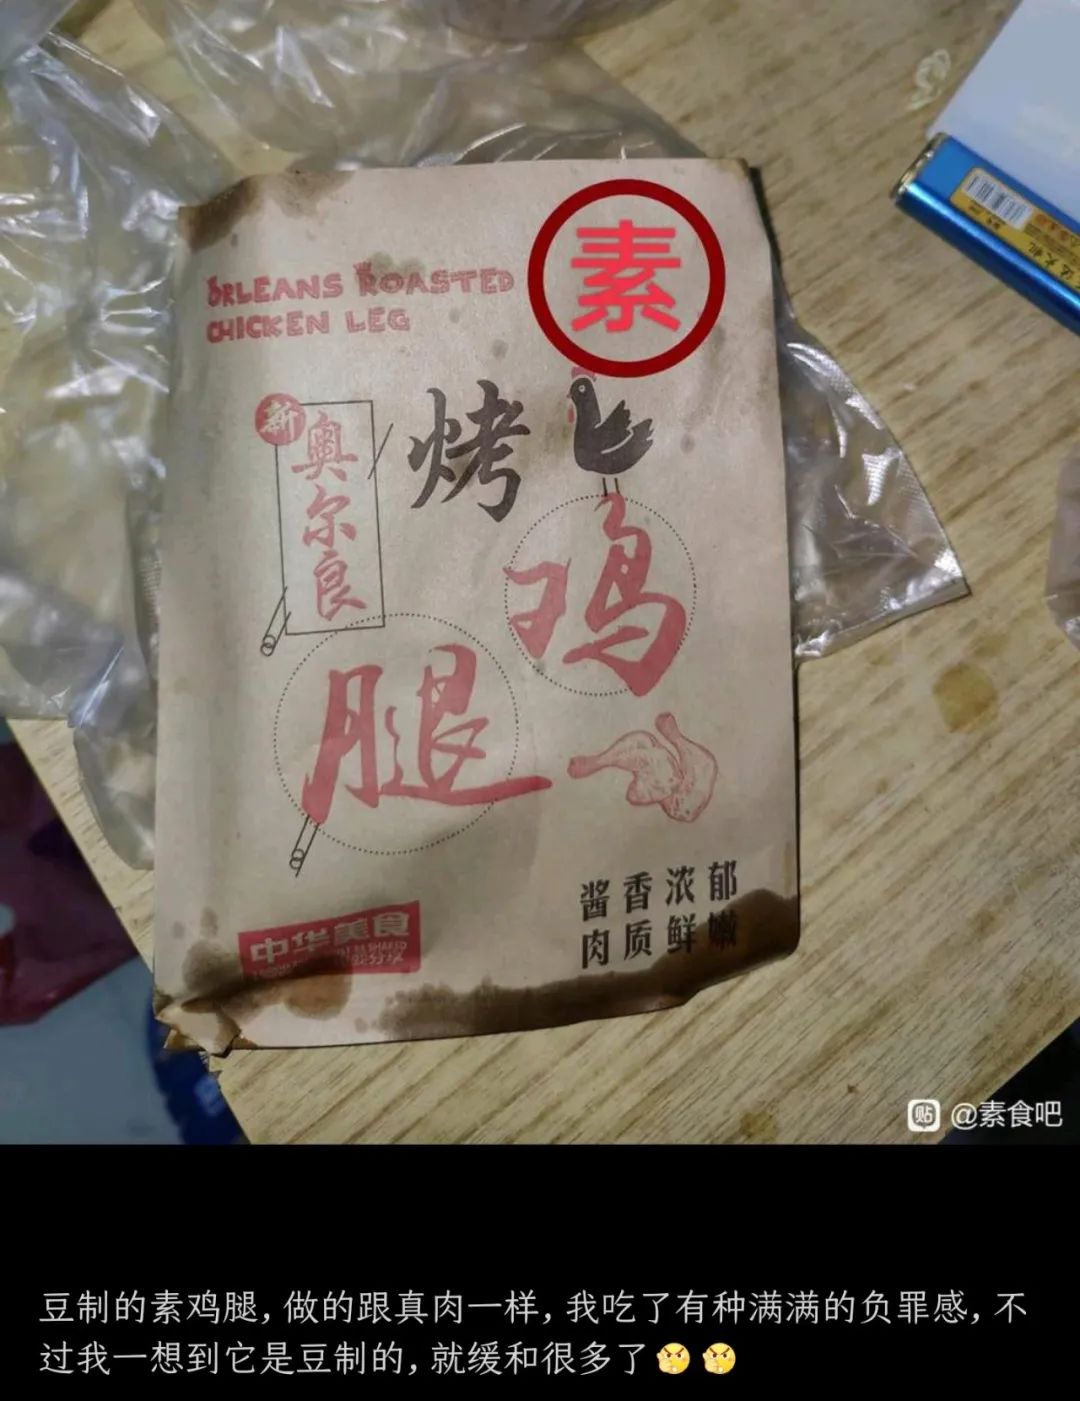 ORLEANS ROASTED
CHICKEN LEG
素
新
奥尔良
烤
鸡
腿
酱香浓郁
肉质鲜嫩
中华美食
@素食吧
豆制的素鸡腿,做的跟真肉一样,我吃了有种满满的负罪感,不
过我一想到它是豆制的,就缓和很多了